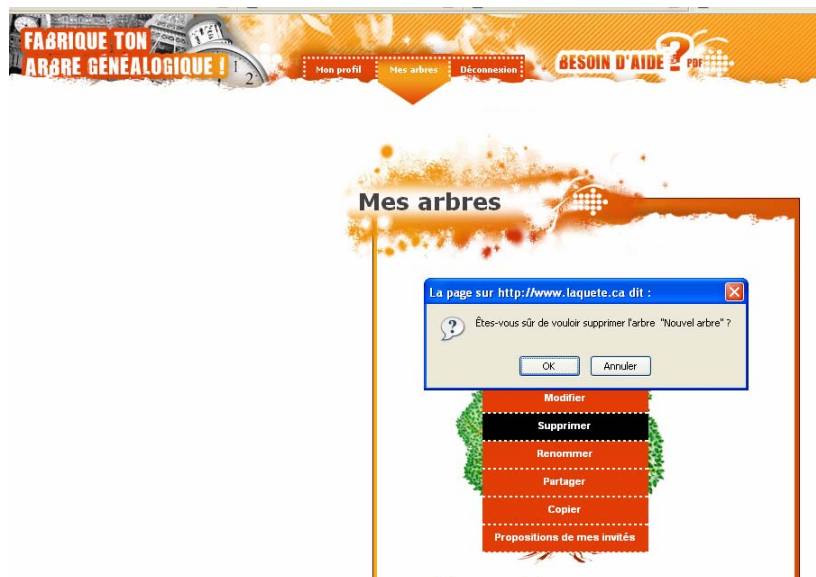 FABRIQUE TON
ARBRE GÉNÉALOGIQUE !
1
2
Mon profil
Mes arbres
Déconnexion
BESOIN D'AIDE ? PDF
Mes arbres
La page sur http://www.laquete.ca dit :
?
Êtes-vous sûr de vouloir supprimer l'arbre "Nouvel arbre" ?
OK
Annuler
Modifier
Supprimer
Renommer
Partager
Copier
Propositions de mes invités